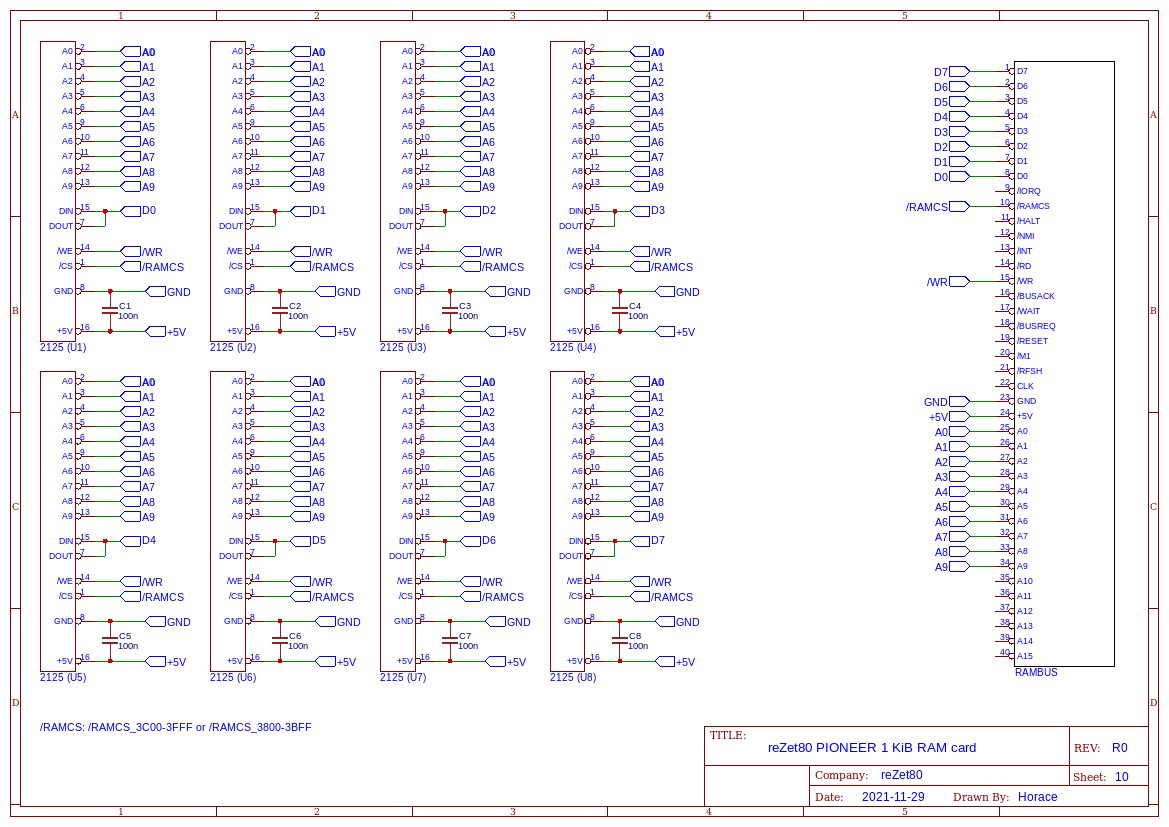 1 2 3 4 5
A A
B B
C C
D D
A0 2 A0
A1 3 A1
A2 4 A2
A3 5 A3
A4 6 A4
A5 9 A5
A6 10 A6
A7 11 A7
A8 12 A8
A9 13 A9
DIN 15 D0
DOUT 7
/WE 14 /WR
/CS 1 /RAMCS
GND 8 GND
C1
100n
+5V 16 +5V
2125 (U1)
A0 2 A0
A1 3 A1
A2 4 A2
A3 5 A3
A4 6 A4
A5 9 A5
A6 10 A6
A7 11 A7
A8 12 A8
A9 13 A9
DIN 15 D1
DOUT 7
/WE 14 /WR
/CS 1 /RAMCS
GND 8 GND
C2
100n
+5V 16 +5V
2125 (U2)
A0 2 A0
A1 3 A1
A2 4 A2
A3 5 A3
A4 6 A4
A5 9 A5
A6 10 A6
A7 11 A7
A8 12 A8
A9 13 A9
DIN 15 D2
DOUT 7
/WE 14 /WR
/CS 1 /RAMCS
GND 8 GND
C3
100n
+5V 16 +5V
2125 (U3)
A0 2 A0
A1 3 A1
A2 4 A2
A3 5 A3
A4 6 A4
A5 9 A5
A6 10 A6
A7 11 A7
A8 12 A8
A9 13 A9
DIN 15 D3
DOUT 7
/WE 14 /WR
/CS 1 /RAMCS
GND 8 GND
C4
100n
+5V 16 +5V
2125 (U4)
A0 2 A0
A1 3 A1
A2 4 A2
A3 5 A3
A4 6 A4
A5 9 A5
A6 10 A6
A7 11 A7
A8 12 A8
A9 13 A9
DIN 15 D4
DOUT 7
/WE 14 /WR
/CS 1 /RAMCS
GND 8 GND
C5
100n
+5V 16 +5V
2125 (U5)
A0 2 A0
A1 3 A1
A2 4 A2
A3 5 A3
A4 6 A4
A5 9 A5
A6 10 A6
A7 11 A7
A8 12 A8
A9 13 A9
DIN 15 D5
DOUT 7
/WE 14 /WR
/CS 1 /RAMCS
GND 8 GND
C6
100n
+5V 16 +5V
2125 (U6)
A0 2 A0
A1 3 A1
A2 4 A2
A3 5 A3
A4 6 A4
A5 9 A5
A6 10 A6
A7 11 A7
A8 12 A8
A9 13 A9
DIN 15 D6
DOUT 7
/WE 14 /WR
/CS 1 /RAMCS
GND 8 GND
C7
100n
+5V 16 +5V
2125 (U7)
A0 2 A0
A1 3 A1
A2 4 A2
A3 5 A3
A4 6 A4
A5 9 A5
A6 10 A6
A7 11 A7
A8 12 A8
A9 13 A9
DIN 15 D7
DOUT 7
/WE 14 /WR
/CS 1 /RAMCS
GND 8 GND
C8
100n
+5V 16 +5V
2125 (U8)
D7 1 D7
D6 2 D6
D5 3 D5
D4 4 D4
D3 5 D3
D2 6 D2
D1 7 D1
D0 8 D0
9 /IORQ
/RAMCS 10 /RAMCS
11 /HALT
12 /NMI
13 /INT
14 /RD
/WR 15 /WR
16 /BUSACK
17 /WAIT
18 /BUSREQ
19 /RESET
20 /M1
21 /RFSH
22 CLK
GND 23 GND
+5V 24 +5V
A0 25 A0
A1 26 A1
A2 27 A2
A3 28 A3
A4 29 A4
A5 30 A5
A6 31 A6
A7 32 A7
A8 33 A8
A9 34 A9
35 A10
36 A11
37 A12
38 A13
39 A14
40 A15
RAMBUS
/RAMCS: /RAMCS_3C00-3FFF or /RAMCS_3800-3BFF
TITLE:
reZet80 PIONEER 1 KiB RAM card
REV: R0
Company: reZet80
Sheet: 10
Date: 2021-11-29 Drawn By: Horace
1 2 3 4 5